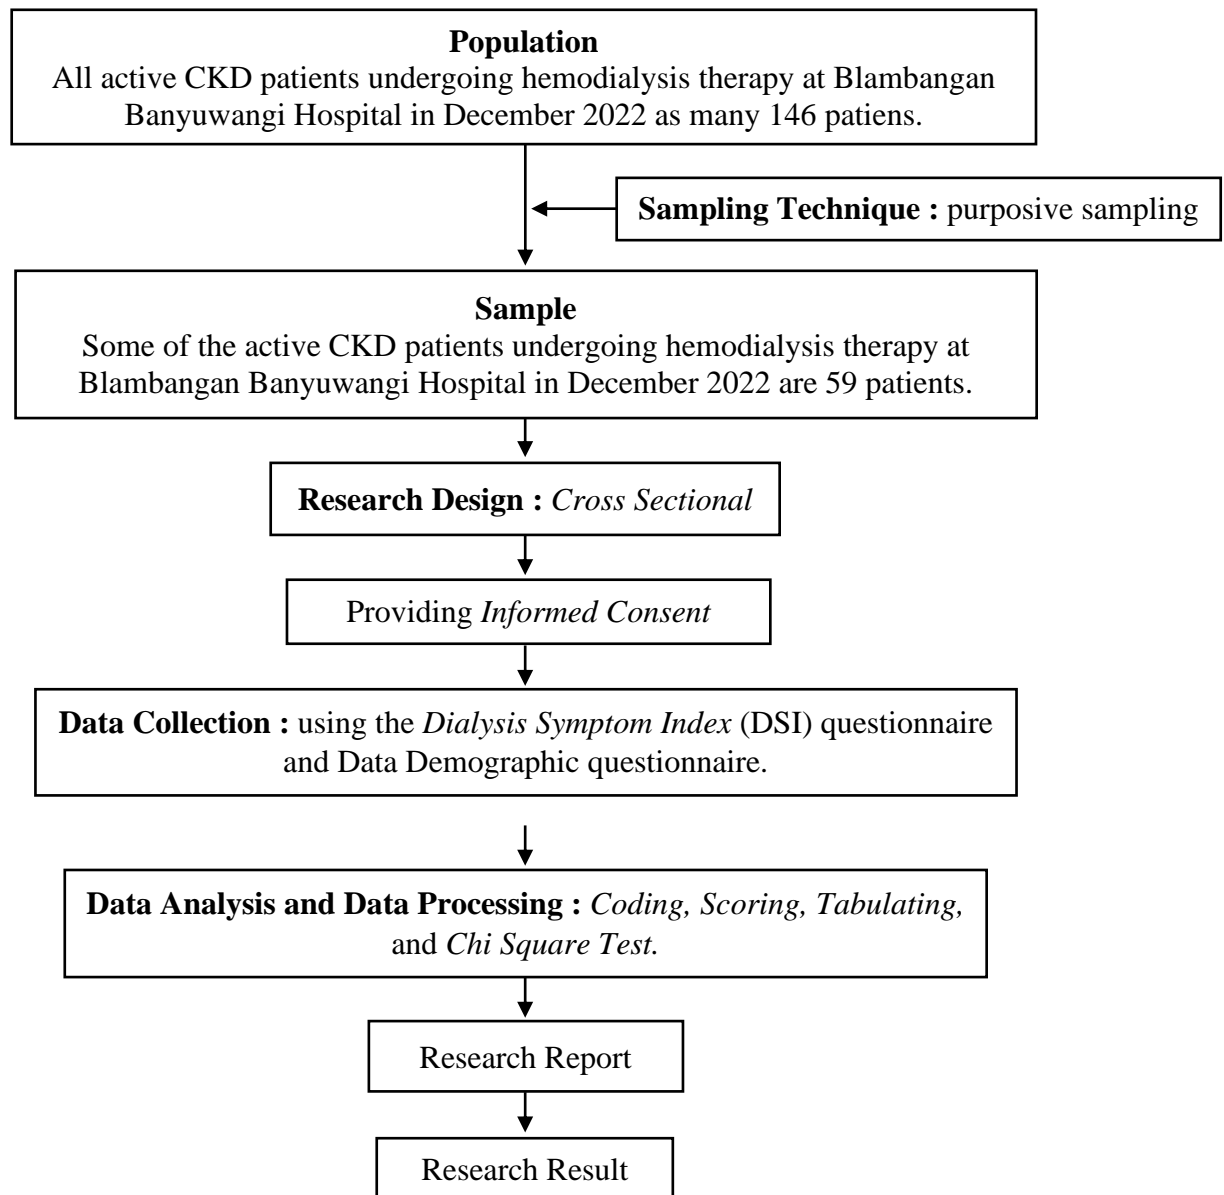 Population
All active CKD patients undergoing hemodialysis therapy at Blambangan
Banyuwangi Hospital in December 2022 as many 146 patiens.
Sampling Technique : purposive sampling
Sample
Some of the active CKD patients undergoing hemodialysis therapy at
Blambangan Banyuwangi Hospital in December 2022 are 59 patients.
Research Design : Cross Sectional
Providing Informed Consent
Data Collection : using the Dialysis Symptom Index (DSI) questionnaire
and Data Demographic questionnaire.
Data Analysis and Data Processing : Coding, Scoring, Tabulating,
and Chi Square Test.
Research Report
Research Result